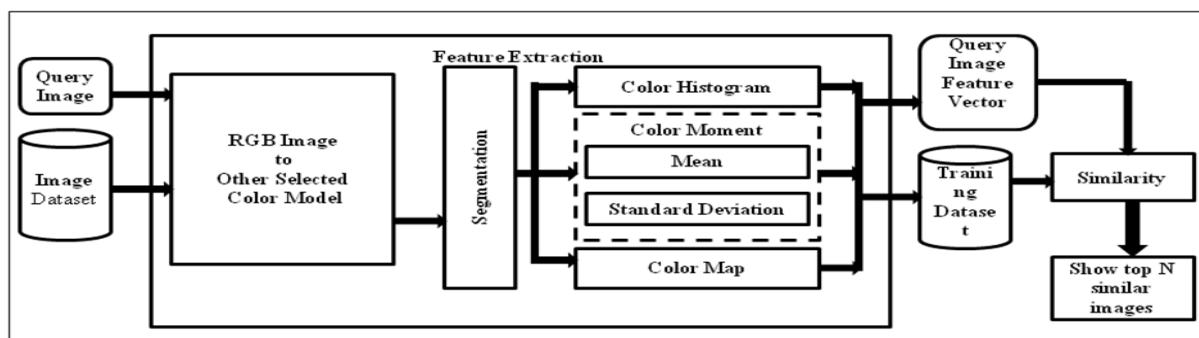 Feature Extraction
Query
Image
Image
Dataset
RGB Image
to
Other Selected
Color Model
Segmentation
Color Histogram
Color Moment
Mean
Standard Deviation
Color Map
Query
Image
Feature
Vector
Traini
ng
Datase
t
Similarity
Show top N
similar
images